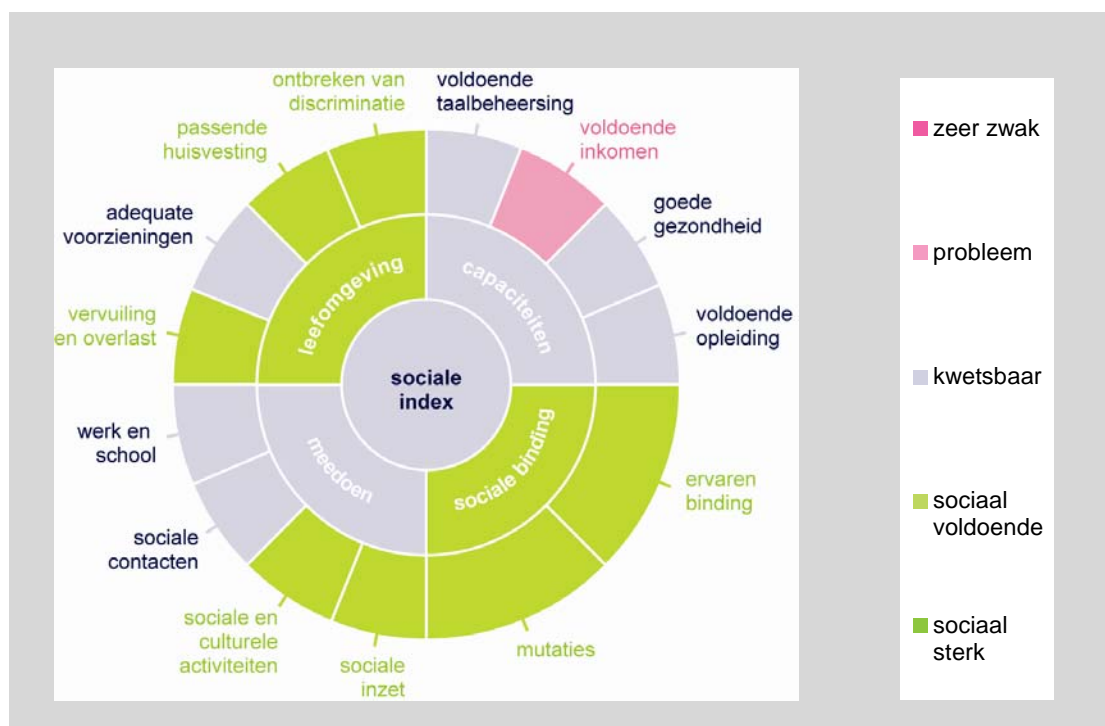 ontbreken van
discriminatie
voldoende
taalbeheersing
passende
huisvesting
voldoende
inkomen
adequate
voorzieningen
goede
gezondheid
vervuiling
en overlast
voldoende
opleiding
leefomgeving
capaciteiten
sociale
index
meedoen
sociale binding
werk en
school
ervaren
binding
sociale
contacten
sociale en
culturele
activiteiten
sociale
inzet
mutaties
zeer zwak
probleem
kwetsbaar
sociaal
voldoende
sociaal
sterk